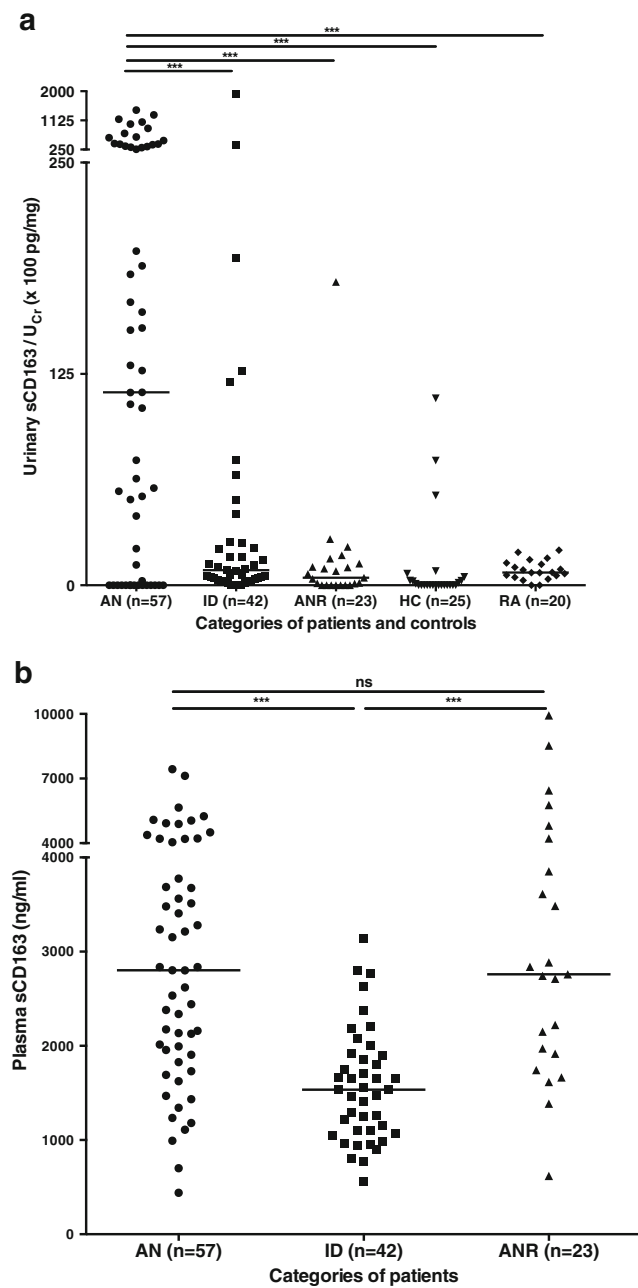 a
***
***
***
***
2000
1125
250
250
125
0
Urinary sCD163 / UCr (x 100 pg/mg)
AN (n=57) ID (n=42) ANR (n=23) HC (n=25) RA (n=20)
Categories of patients and controls
b
ns
*** ***
10000
7000
4000
4000
3000
2000
1000
0
Plasma sCD163 (ng/ml)
AN (n=57) ID (n=42) ANR (n=23)
Categories of patients